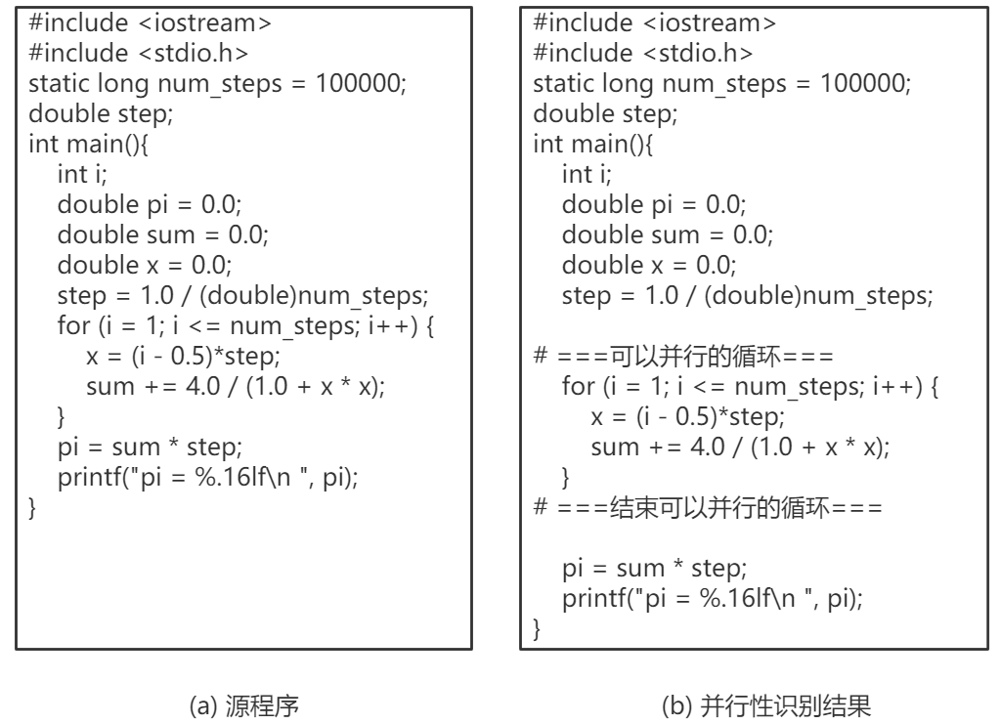 #include <iostream>
#include <stdio.h>
static long num_steps = 100000;
double step;
int main(){
int i;
double pi = 0.0;
double sum = 0.0;
double x = 0.0;
step = 1.0 / (double)num_steps;
for (i = 1; i <= num_steps; i++) {
x = (i - 0.5)*step;
sum += 4.0 / (1.0 + x * x);
}
pi = sum * step;
printf("pi = %.16lf\n ", pi);
}
(a) 源程序
#include <iostream>
#include <stdio.h>
static long num_steps = 100000;
double step;
int main(){
int i;
double pi = 0.0;
double sum = 0.0;
double x = 0.0;
step = 1.0 / (double)num_steps;
# ===可以并行的循环===
for (i = 1; i <= num_steps; i++) {
x = (i - 0.5)*step;
sum += 4.0 / (1.0 + x * x);
}
# ===结束可以并行的循环===
pi = sum * step;
printf("pi = %.16lf\n ", pi);
}
(b) 并行性识别结果